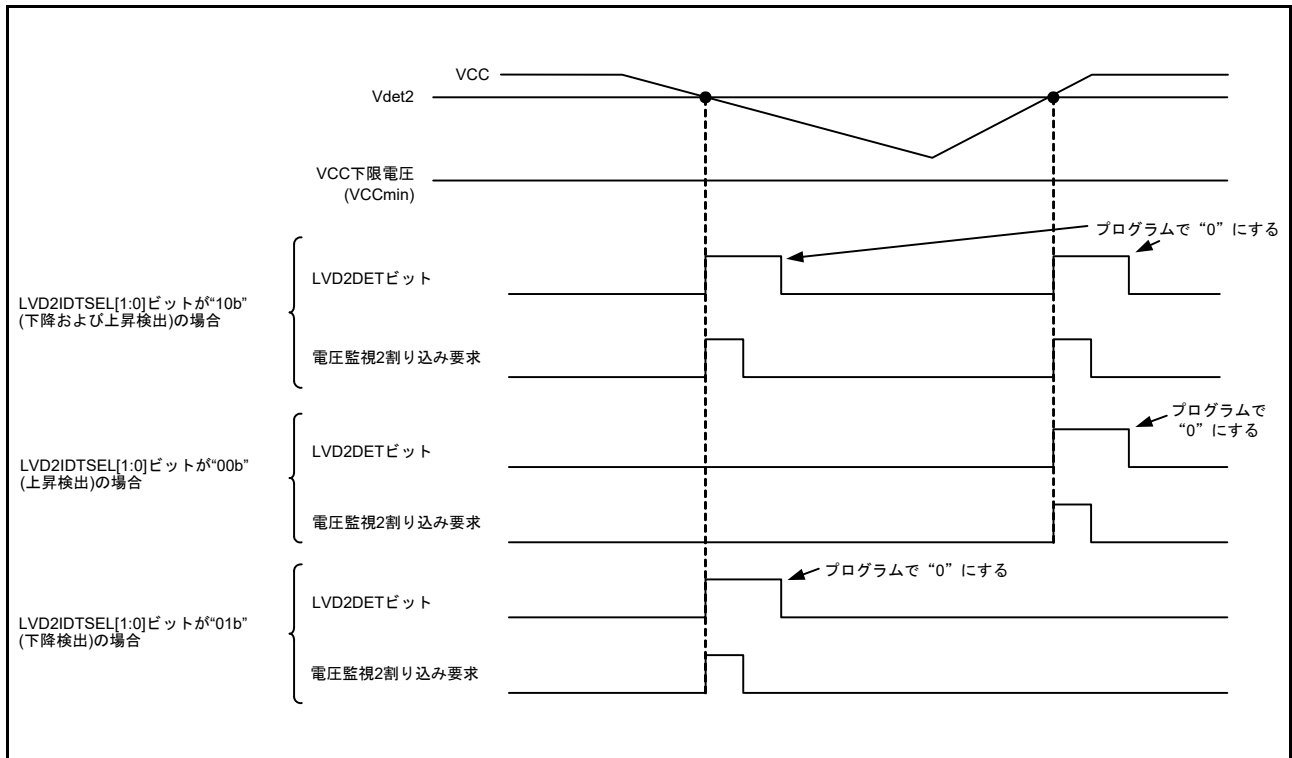 VCC
Vdet2
VCC下限電圧
(VCCmin)
プログラムで “0” にする
LVD2IDTSEL[1:0]ビットが“10b”
(下降および上昇検出)の場合
LVD2DETビット
電圧監視2割り込み要求
プログラムで
“0” にする
LVD2IDTSEL[1:0]ビットが“00b”
(上昇検出)の場合
LVD2DETビット
電圧監視2割り込み要求
プログラムで “0” にする
LVD2IDTSEL[1:0]ビットが“01b”
(下降検出)の場合
LVD2DETビット
電圧監視2割り込み要求